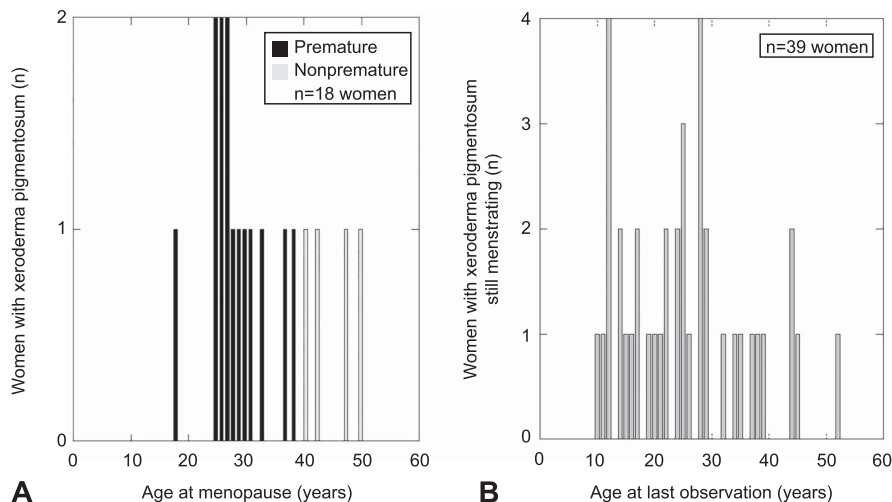 Women with xeroderma pigmentosum (n)
2
1
0
Premature
Nonpremature
n=18 women
0 10 20 30 40 50 60
A Age at menopause (years)
Women with xeroderma pigmentosum
still menstrating (n)
4
3
2
1
0
n=39 women
0 10 20 30 40 50 60
B Age at last observation (years)